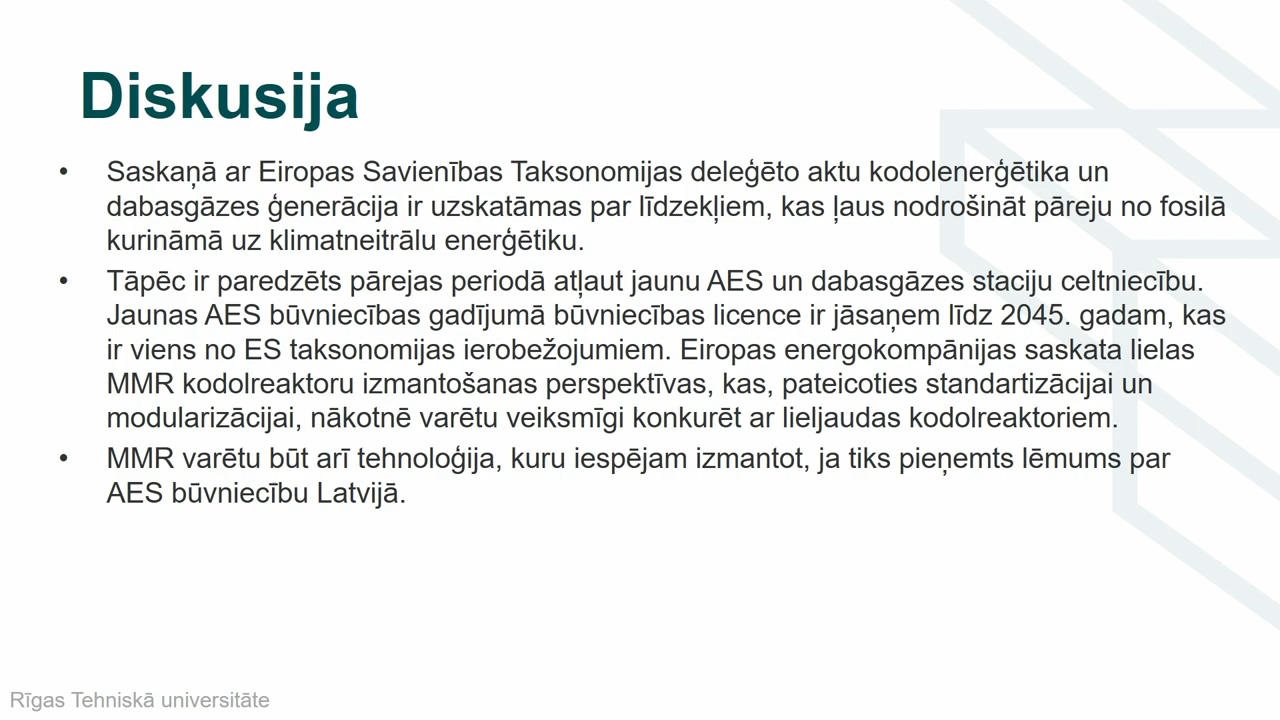 Diskusija
• Saskaņā ar Eiropas Savienības Taksonomijas deleģēto aktu kodolenerģētika un
dabasgāzes ģenerācija ir uzskatāmas par līdzekļiem, kas ļaus nodrošināt pāreju no fosilā
kurināmā uz klimatneitrālu enerģētiku.
• Tāpēc ir paredzēts pārejas periodā atļaut jaunu AES un dabasgāzes staciju celtniecību.
Jaunas AES būvniecības gadījumā būvniecības licence ir jāsaņem līdz 2045. gadam, kas
ir viens no ES taksonomijas ierobežojumiem. Eiropas energokompānijas saskata lielas
MMR kodolreaktoru izmantošanas perspektīvas, kas, pateicoties standartizācijai un
modularizācijai, nākotnē varētu veiksmīgi konkurēt ar lieljaudas kodolreaktoriem.
• MMR varētu būt arī tehnoloģija, kuru iespējam izmantot, ja tiks pieņemts lēmums par
AES būvniecību Latvijā.
Rīgas Tehniskā universitāte